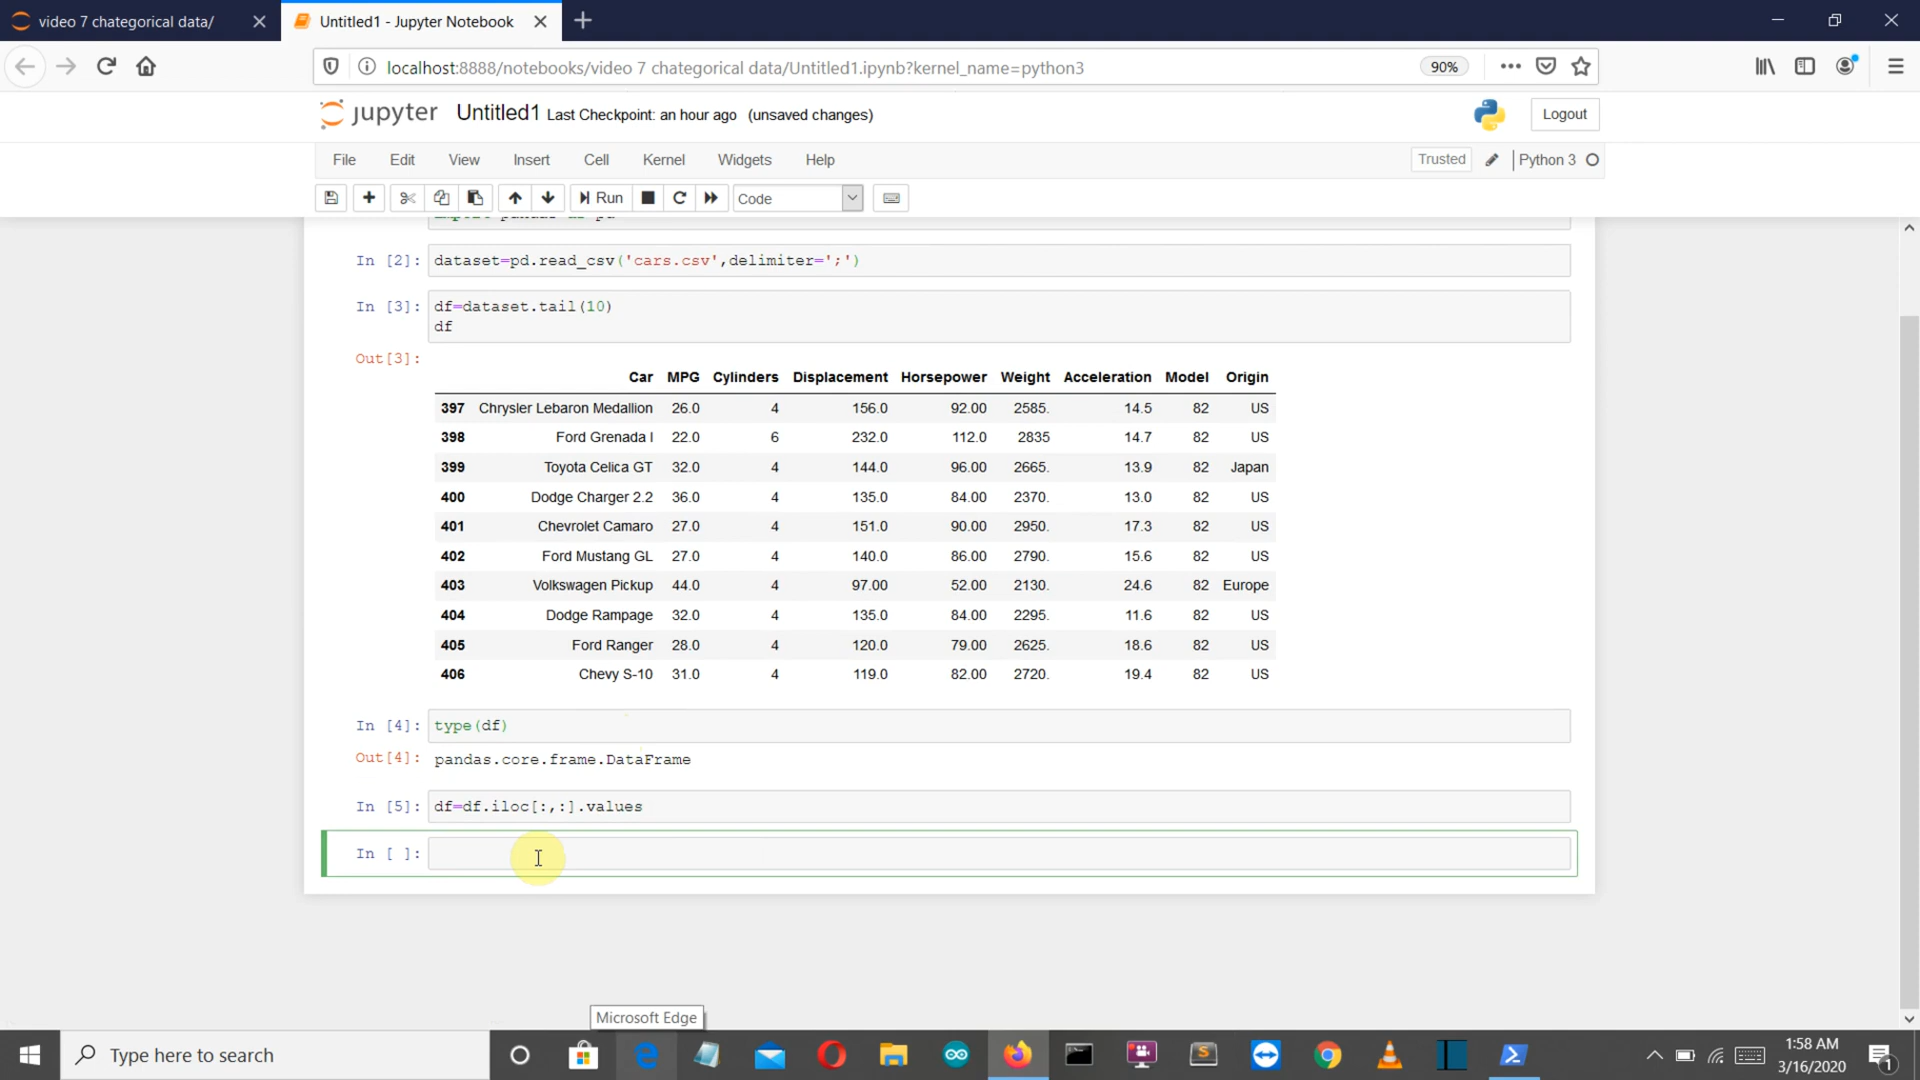 video 7 chategorical data/
Untitled1 - Jupyter Notebook
localhost:8888/notebooks/video 7 chategorical data/Untitled1.ipynb?kernel_name=python3
90%
jupyter Untitled1 Last Checkpoint: an hour ago (unsaved changes)
Logout
File Edit View Insert Cell Kernel Widgets Help
Trusted
Python 3
Run
Code
import pandas as pd
In [2]: dataset=pd.read_csv('cars.csv',delimiter=';')
In [3]: df=dataset.tail(10)
df
Out[3]:
Car MPG Cylinders Displacement Horsepower Weight Acceleration Model Origin
397 Chrysler Lebaron Medallion 26.0 4 156.0 92.00 2585. 14.5 82 US
398 Ford Grenada l 22.0 6 232.0 112.0 2835 14.7 82 US
399 Toyota Celica GT 32.0 4 144.0 96.00 2665. 13.9 82 Japan
400 Dodge Charger 2.2 36.0 4 135.0 84.00 2370. 13.0 82 US
401 Chevrolet Camaro 27.0 4 151.0 90.00 2950. 17.3 82 US
402 Ford Mustang GL 27.0 4 140.0 86.00 2790. 15.6 82 US
403 Volkswagen Pickup 44.0 4 97.00 52.00 2130. 24.6 82 Europe
404 Dodge Rampage 32.0 4 135.0 84.00 2295. 11.6 82 US
405 Ford Ranger 28.0 4 120.0 79.00 2625. 18.6 82 US
406 Chevy S-10 31.0 4 119.0 82.00 2720. 19.4 82 US
In [4]: type(df)
Out[4]: pandas.core.frame.DataFrame
In [5]: df=df.iloc[:,:].values
In [ ]:
Microsoft Edge
Type here to search
1:58 AM
3/16/2020
1